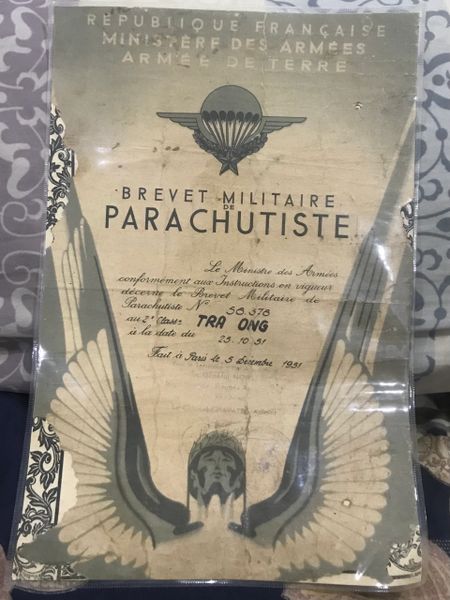 RÉPUBLIQUE FRANÇAISE
MINISTÈRE DES ARMÉES
ARMÉE DE TERRE
BREVET MILITAIRE
DE
PARACHUTISTE
Le Ministre des Armées
conformément aux Instructions en vigueur
décerne le Brevet Militaire de
Parachutiste No 58.378
au 2e Classe TRA ONG
à la date du 25.10.51
Fait à Paris le 5 Décembre 1951